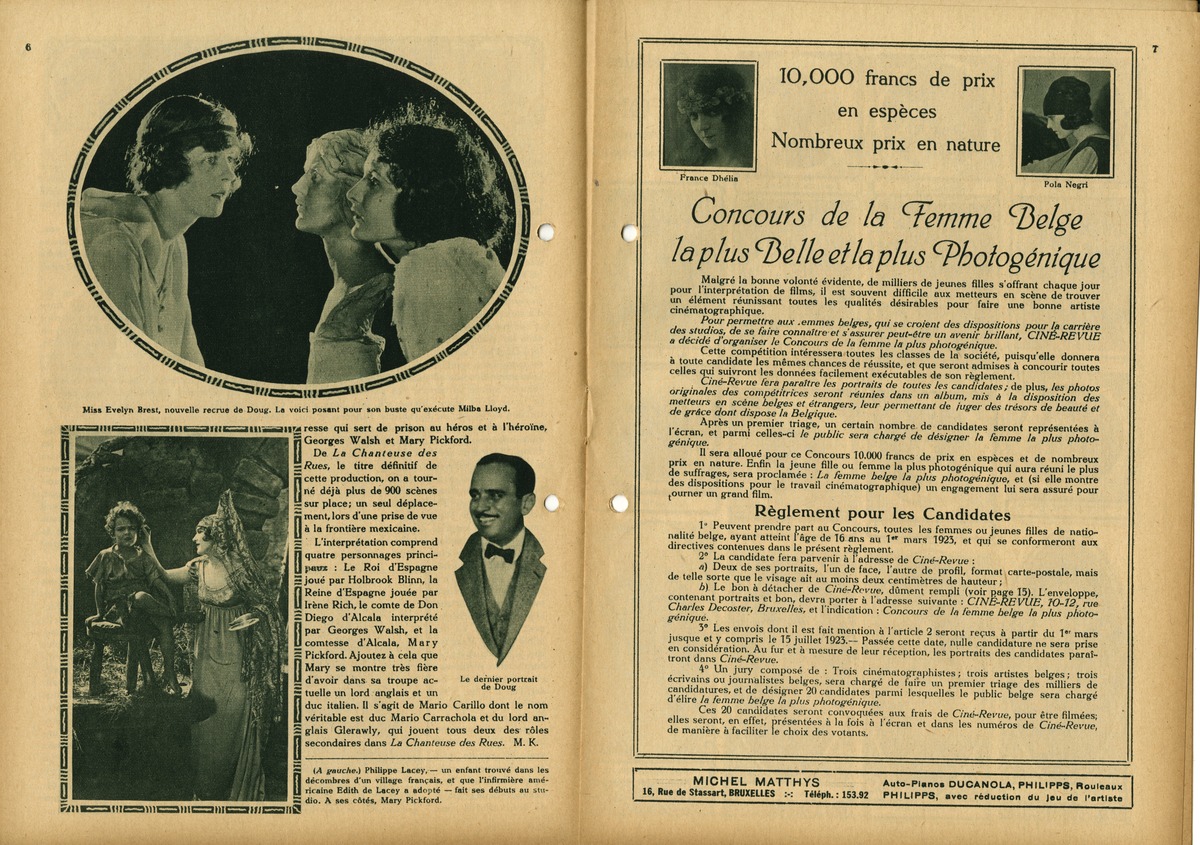 6
Miss Evelyn Brest, nouvelle recrue de Doug. La voici posant pour son buste qu'exécute Milba Lloyd.
resse qui sert de prison au héros et à l'héroïne,
Georges Walsh et Mary Pickford.
De La Chanteuse des
Rues, le titre définitif de
cette production, on a tour-
né déjà plus de 900 scènes
sur place; un seul déplace-
ment, lors d'une prise de vue
à la frontière mexicaine.
L'interprétation comprend
quatre personnages princi-
paux : Le Roi d'Espagne
joué par Holbrook Blinn, la
Reine d'Espagne jouée par
Irène Rich, le comte de Don
Diego d'Alcala interprété
par Georges Walsh, et la
comtesse d'Alcala, Mary
Pickford. Ajoutez à cela que
Mary se montre très fière
d'avoir dans sa troupe ac-
tuelle un lord anglais et un
duc italien. Il s'agit de Mario Carillo dont le nom
véritable est duc Mario Carrachola et du lord an-
glais Glerawly, qui jouent tous deux des rôles
secondaires dans La Chanteuse des Rues. M. K.
Le dernier portrait
de Doug
(A gauche.) Philippe Lacey, — un enfant trouvé dans les
décombres d'un village français, et que l'infirmière amé-
ricaine Edith de Lacey a adopté — fait ses débuts au stu-
dio. A ses côtés, Mary Pickford.
7
10,000 francs de prix
en espèces
Nombreux prix en nature
France Dhélia
Pola Negri
Concours de la Femme Belge
la plus Belle et la plus Photogénique
Malgré la bonne volonté évidente, de milliers de jeunes filles s'offrant chaque jour
pour l'interprétation de films, il est souvent difficile aux metteurs en scène de trouver
un élément réunissant toutes les qualités désirables pour faire une bonne artiste
cinématographique.
Pour permettre aux .emmes belges, qui se croient des dispositions pour la carrière
des studios, de se faire connaître et s'assurer peut-être un avenir brillant, CINÉ-REVUE
a décidé d'organiser le Concours de la femme la plus photogénique.
Cette compétition intéressera toutes les classes de la société, puisqu'elle donnera
à toute candidate les mêmes chances de réussite, et que seront admises à concourir toutes
celles qui suivront les données facilement exécutables de son règlement.
Ciné-Revue fera paraître les portraits de toutes les candidates; de plus, les photos
originales des compétitrices seront réunies dans un album, mis à la disposition des
metteurs en scène belges et étrangers, leur permettant de juger des trésors de beauté et
de grâce dont dispose la Belgique.
Après un premier triage, un certain nombre de candidates seront représentées à
l'écran, et parmi celles-ci le public sera chargé de désigner la femme la plus photo-
génique.
Il sera alloué pour ce Concours 10.000 francs de prix en espèces et de nombreux
prix en nature. Enfin la jeune fille ou femme la plus photogénique qui aura réuni le plus
de suffrages, sera proclamée : La femme belge la plus photogénique, et (si elle montre
des dispositions pour le travail cinématographique) un engagement lui sera assuré pour
tourner un grand film.
Règlement pour les Candidates
1° Peuvent prendre part au Concours, toutes les femmes ou jeunes filles de natio-
nalité belge, ayant atteint l'âge de 16 ans au 1er mars 1923, et qui se conformeront aux
directives contenues dans le présent règlement.
2° La candidate fera parvenir à l'adresse de Ciné-Revue :
a) Deux de ses portraits, l'un de face, l'autre de profil, format carte-postale, mais
de telle sorte que le visage ait au moins deux centimètres de hauteur;
b) Le bon à détacher de Ciné-Revue, dûment rempli (voir page 15). L'enveloppe,
contenant portraits et bon, devra porter à l'adresse suivante : CINÉ-REVUE, 10-12, rue
Charles Decoster, Bruxelles, et l'indication : Concours de la femme belge la plus photo-
génique.
3° Les envois dont il est fait mention à l'article 2 seront reçus à partir du 1er mars
jusque et y compris le 15 juillet 1923.— Passée cette date, nulle candidature ne sera prise
en considération. Au fur et à mesure de leur réception, les portraits des candidates paraî-
tront dans Ciné-Revue.
4° Un jury composé de : Trois cinématographistes; trois artistes belges; trois
écrivains ou journalistes belges, sera chargé de faire un premier triage des milliers de
candidatures, et de désigner 20 candidates parmi lesquelles le public belge sera chargé
d'élire la femme belge la plus photogénique.
Ces 20 candidates seront convoquées aux frais de Ciné-Revue, pour être filmées;
elles seront, en effet, présentées à la fois à l'écran et dans les numéros de Ciné-Revue,
de manière à faciliter le choix des votants.
MICHEL MATTHYS
16, Rue de Stassart, BRUXELLES :-: Téléph. : 153.92
Auto-Pianos DUCANOLA, PHILIPPS, Rouleaux
PHILIPPS, avec réduction du jeu de l'artiste